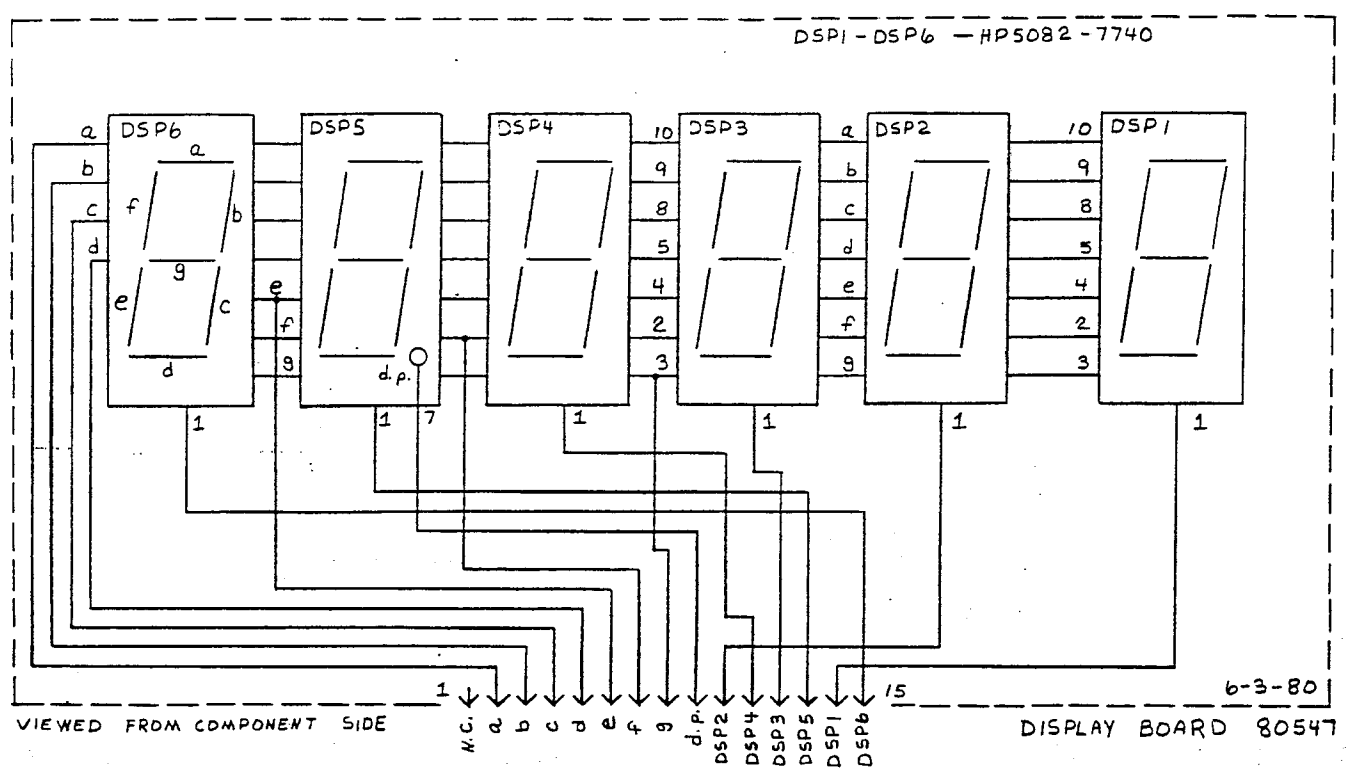 DSP1-DSP6 — HP5082-7740
DSP6 DSP5 DSP4 DSP3 DSP2 DSP1
a 10 a 10
a
b 9 b 9
f b
c 8 c 8
d 5 d 5
g
e 4 e 4
e c
f 2 f 2
g 3 g 3
d d.p.
1 1 7 1 1 1 1
1 15
6-3-80
VIEWED FROM COMPONENT SIDE
DISPLAY BOARD 80547
N.C. a b c d e f g d.p. DSP2 DSP4 DSP3 DSP5 DSP1 DSP6